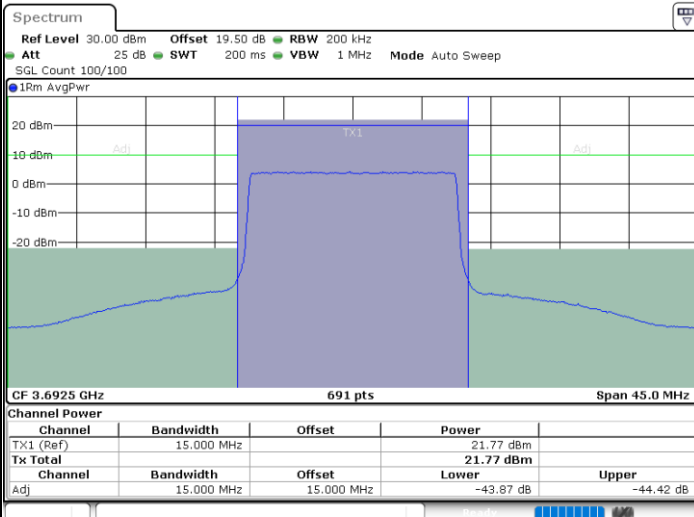 Spectrum
Ref Level 30.00 dBm Offset 19.50 dB RBW 200 kHz
Att 25 dB SWT 200 ms VBW 1 MHz Mode Auto Sweep
SGL Count 100/100
1Rm AvgPwr
20 dBm
TX1
Adj Adj
10 dBm
0 dBm
-10 dBm
-20 dBm
CF 3.6925 GHz 691 pts Span 45.0 MHz
Channel Power
Channel Bandwidth Offset Power
TX1 (Ref) 15.000 MHz 21.77 dBm
Tx Total 21.77 dBm
Channel Bandwidth Offset Lower Upper
Adj 15.000 MHz 15.000 MHz -43.87 dB -44.42 dB
Ready